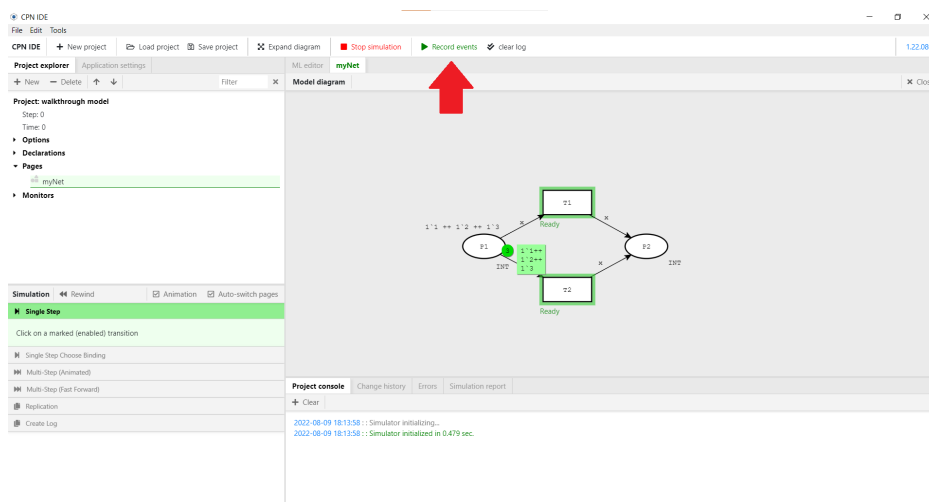 CPN IDE
File Edit Tools
CPN IDE + New project Load project Save project Expand diagram Stop simulation Record events clear log 1.22.08
Project explorer Application settings ML editor myNet
+ New − Delete Filter × Model diagram × Clos
Project: walkthrough model
Step: 0
Time: 0
Options
Declarations
Pages
myNet
Monitors
T1
Ready
x x
1`1 ++ 1`2 ++ 1`3
P1 3 1`1++
1`2++
1`3
INT
P2
INT
x
T2
Ready
Simulation Rewind Animation Auto-switch pages
Single Step
Click on a marked (enabled) transition
Single Step Choose Binding
Multi-Step (Animated)
Multi-Step (Fast Forward)
Replication
Create Log
Project console Change history Errors Simulation report
+ Clear
2022-08-09 18:13:58 : : Simulator initializing...
2022-08-09 18:13:58 : : Simulator initialized in 0.479 sec.